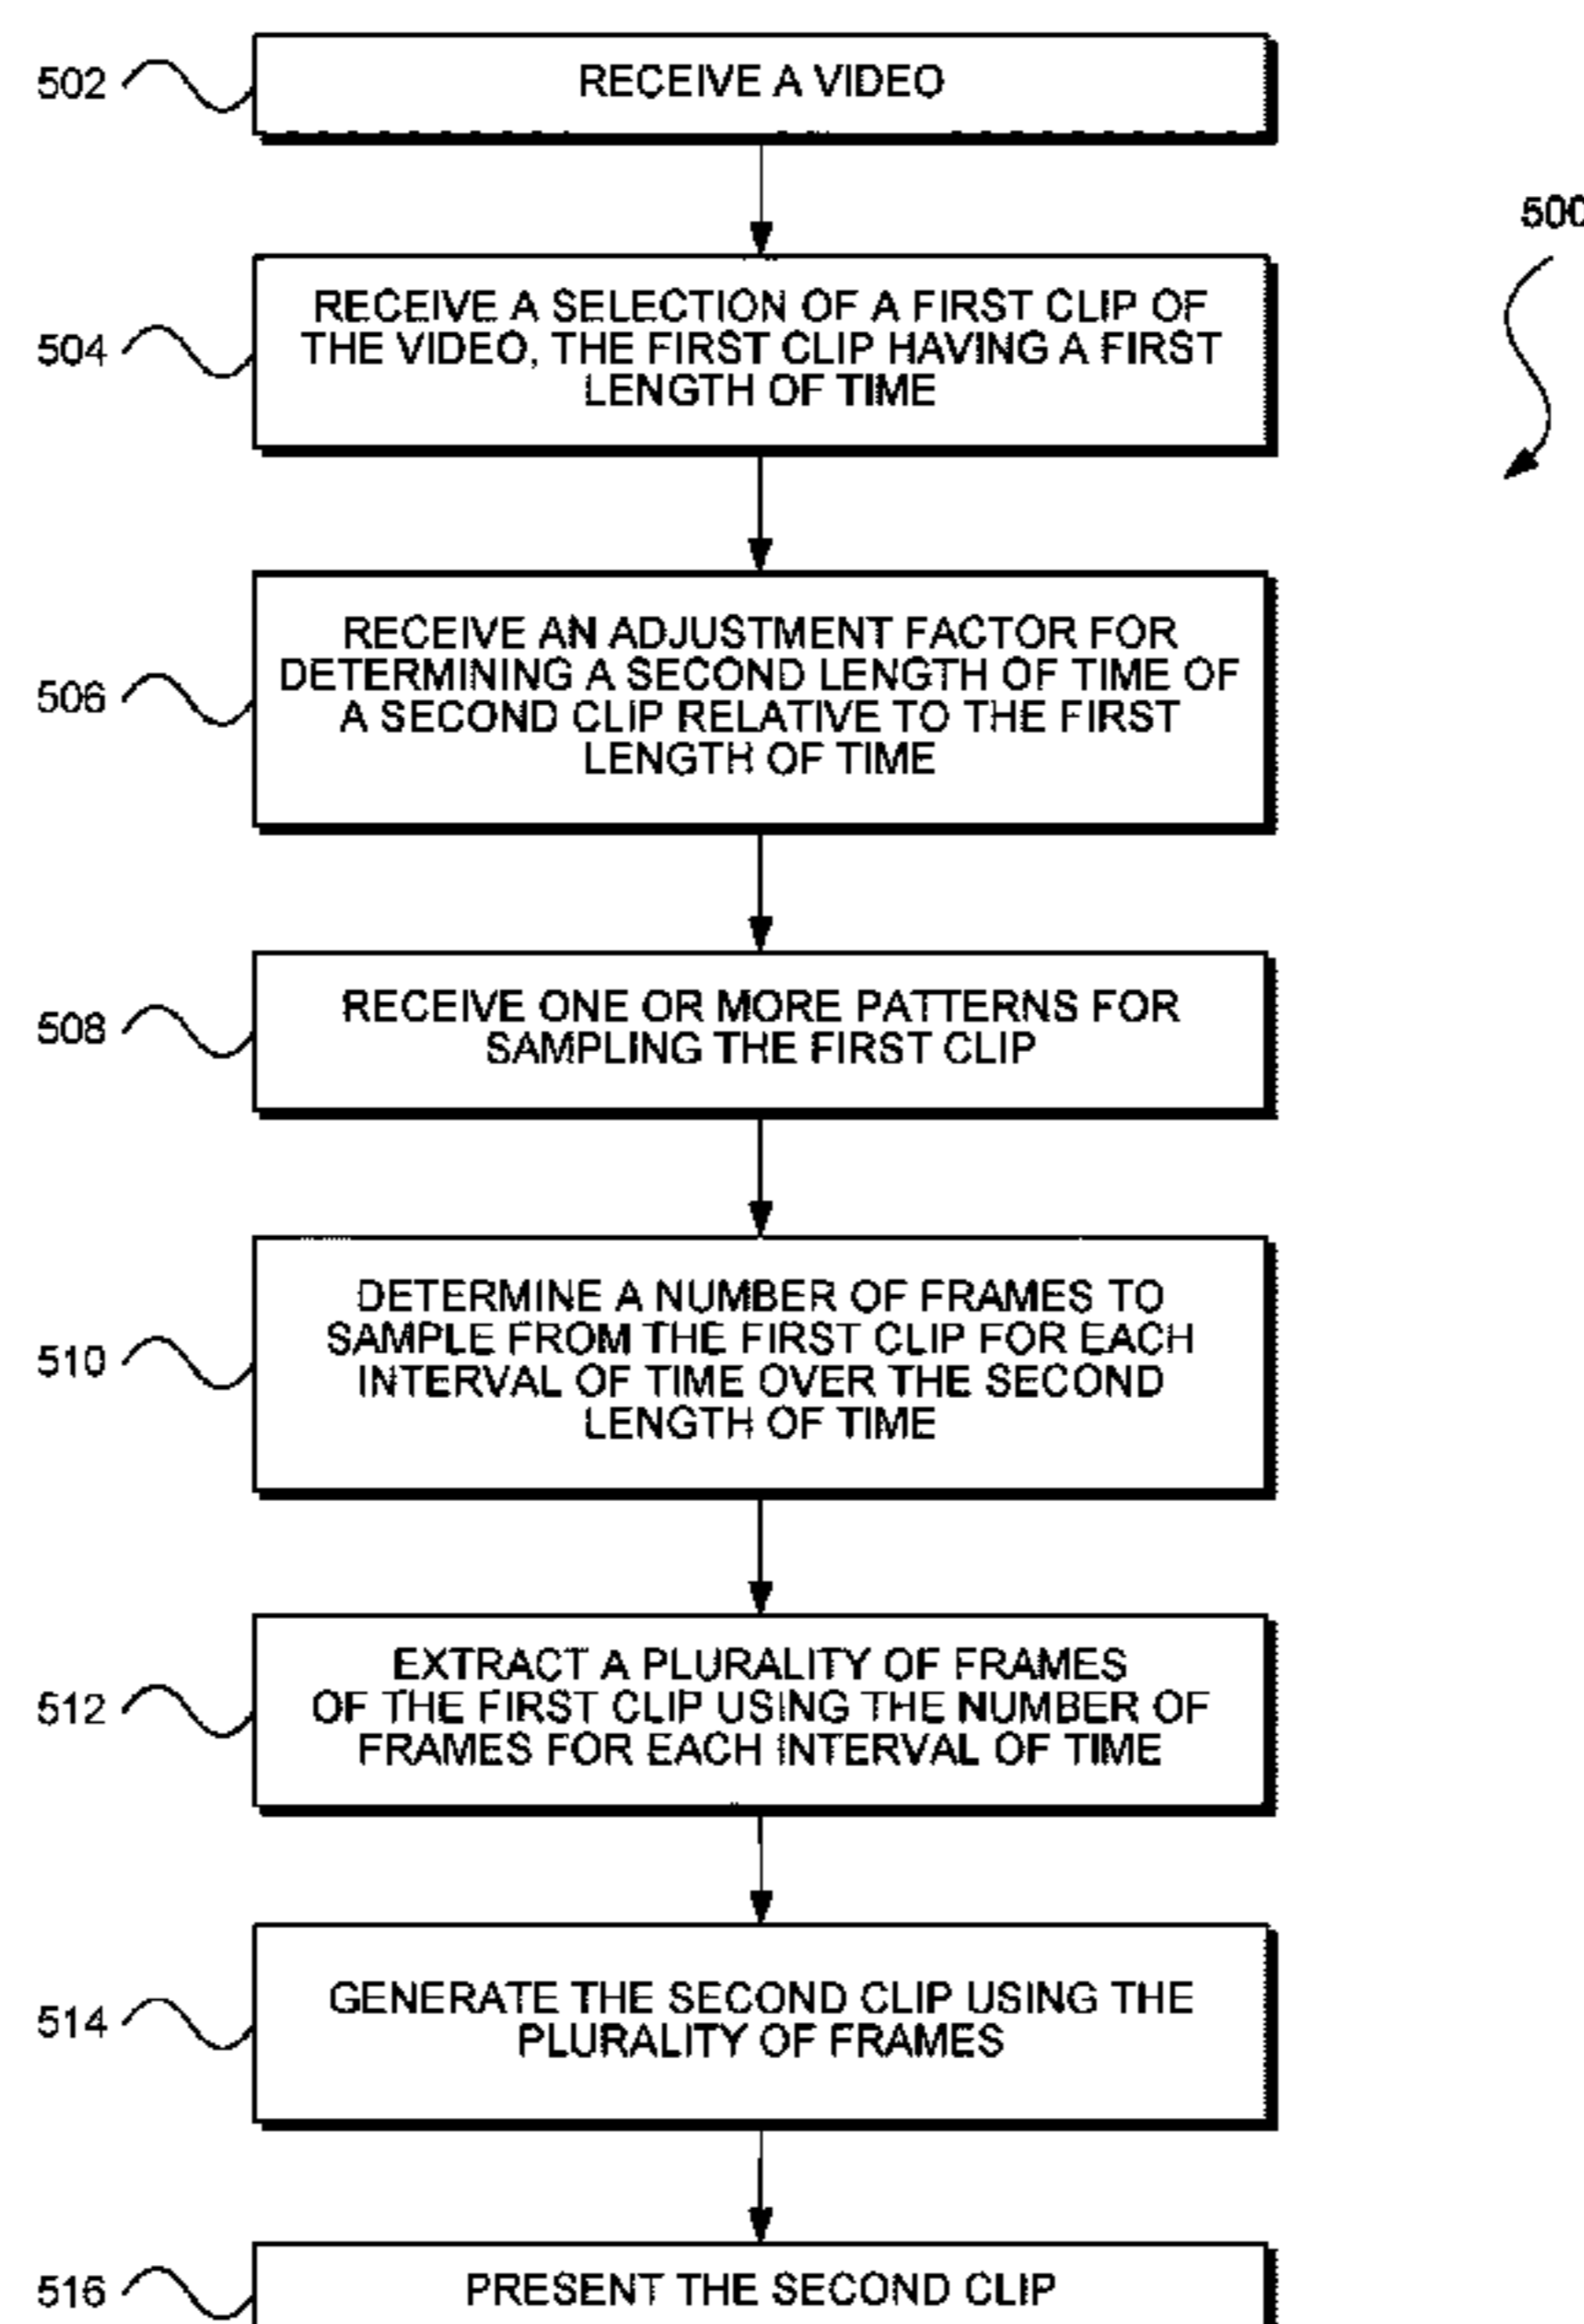 502
RECEIVE A VIDEO
500
504
RECEIVE A SELECTION OF A FIRST CLIP OF
THE VIDEO, THE FIRST CLIP HAVING A FIRST
LENGTH OF TIME
506
RECEIVE AN ADJUSTMENT FACTOR FOR
DETERMINING A SECOND LENGTH OF TIME OF
A SECOND CLIP RELATIVE TO THE FIRST
LENGTH OF TIME
508
RECEIVE ONE OR MORE PATTERNS FOR
SAMPLING THE FIRST CLIP
510
DETERMINE A NUMBER OF FRAMES TO
SAMPLE FROM THE FIRST CLIP FOR EACH
INTERVAL OF TIME OVER THE SECOND
LENGTH OF TIME
512
EXTRACT A PLURALITY OF FRAMES
OF THE FIRST CLIP USING THE NUMBER OF
FRAMES FOR EACH INTERVAL OF TIME
514
GENERATE THE SECOND CLIP USING THE
PLURALITY OF FRAMES
516
PRESENT THE SECOND CLIP